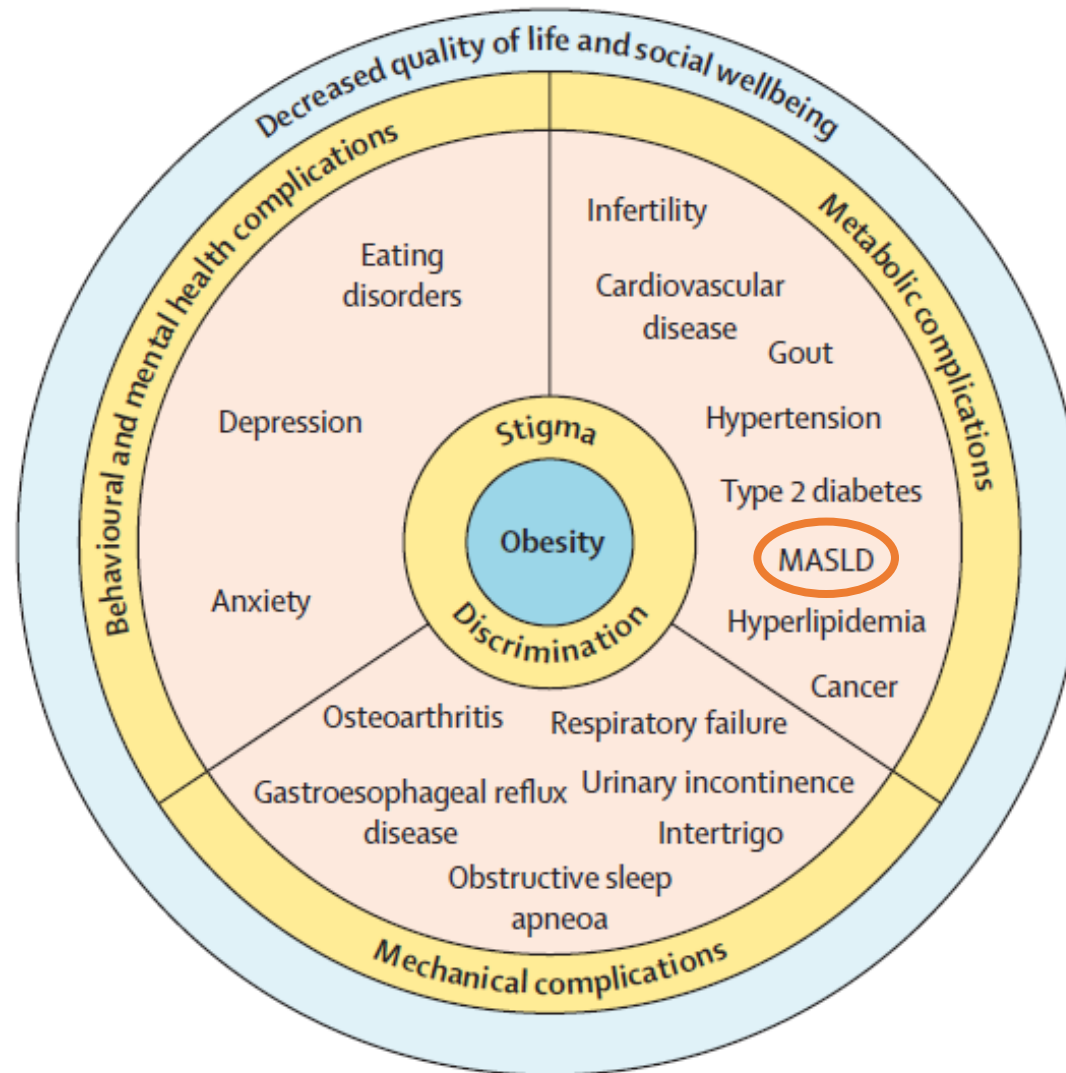 Decreased quality of life and social wellbeing
Behavioural and mental health complications
Metabolic complications
Infertility
Eating
disorders
Cardiovascular
disease
Gout
Depression
Hypertension
Stigma
Type 2 diabetes
Obesity
MASLD
Anxiety
Discrimination
Hyperlipidemia
Cancer
Osteoarthritis
Respiratory failure
Gastroesophageal reflux
disease
Urinary incontinence
Intertrigo
Obstructive sleep
apneoa
Mechanical complications